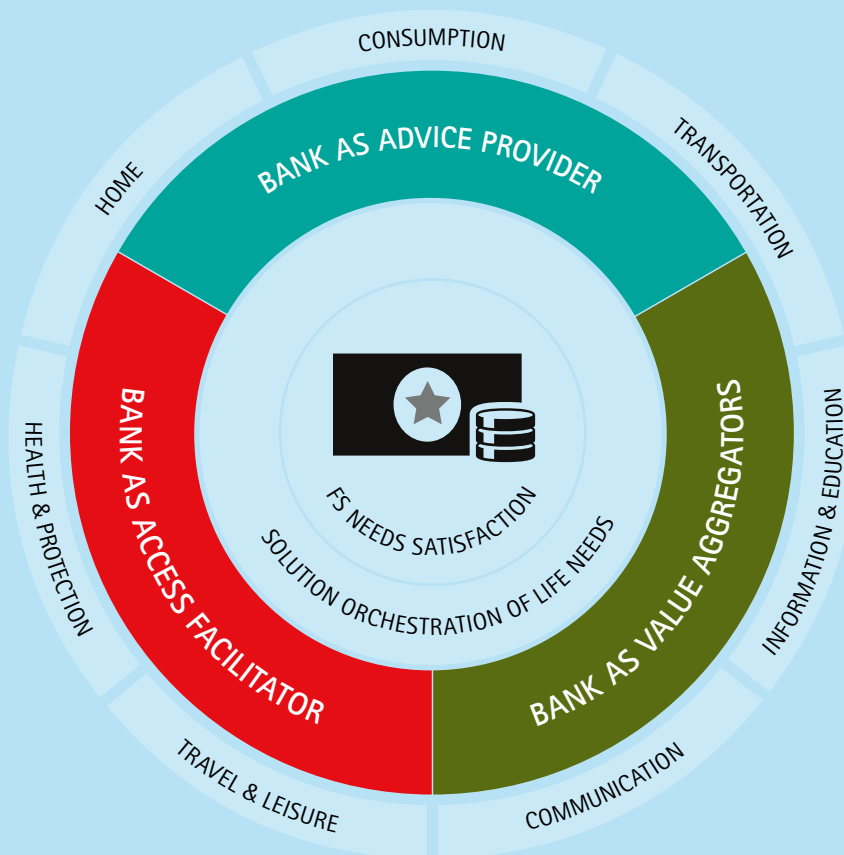 CONSUMPTION
TRANSPORTATION
INFORMATION & EDUCATION
COMMUNICATION
TRAVEL & LEISURE
HEALTH & PROTECTION
HOME
BANK AS ADVICE PROVIDER
BANK AS VALUE AGGREGATORS
BANK AS ACCESS FACILITATOR
FS NEEDS SATISFACTION
SOLUTION ORCHESTRATION OF LIFE NEEDS